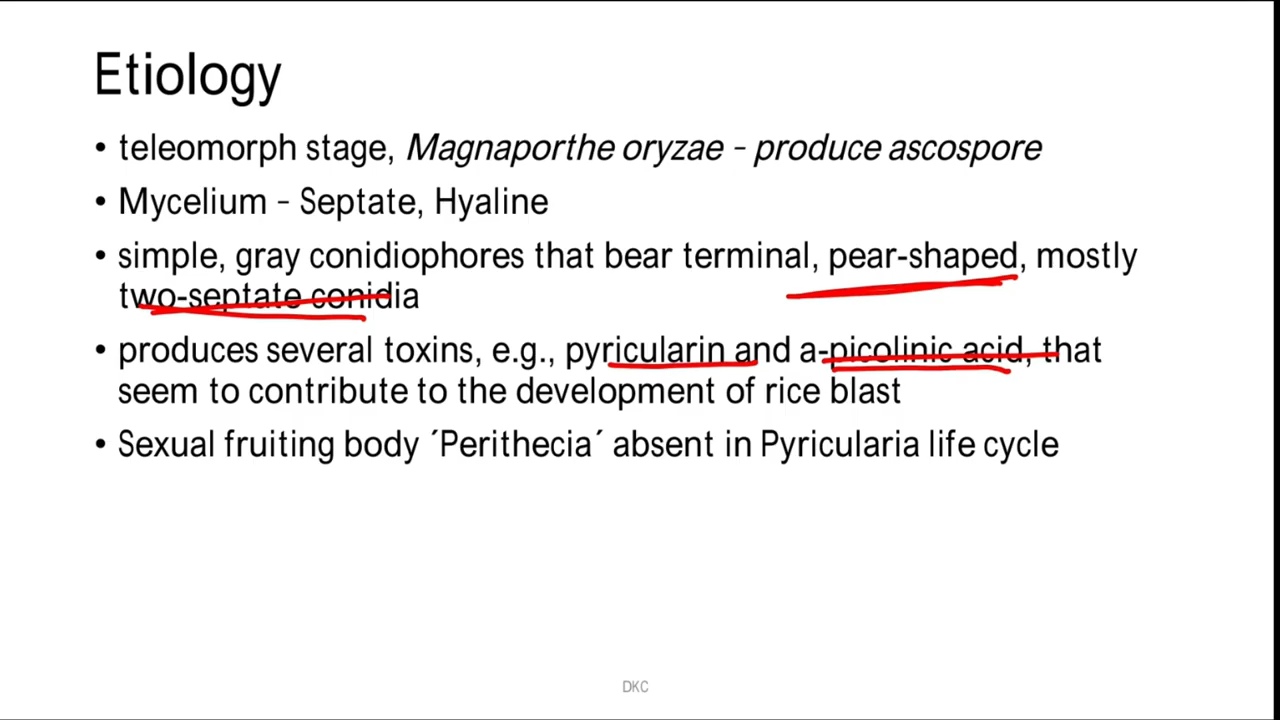 Etiology
• teleomorph stage, Magnaporthe oryzae - produce ascospore
• Mycelium - Septate, Hyaline
• simple, gray conidiophores that bear terminal, pear-shaped, mostly
two-septate conidia
• produces several toxins, e.g., pyricularin and a-picolinic acid, that
seem to contribute to the development of rice blast
• Sexual fruiting body ´Perithecia´ absent in Pyricularia life cycle
DKC